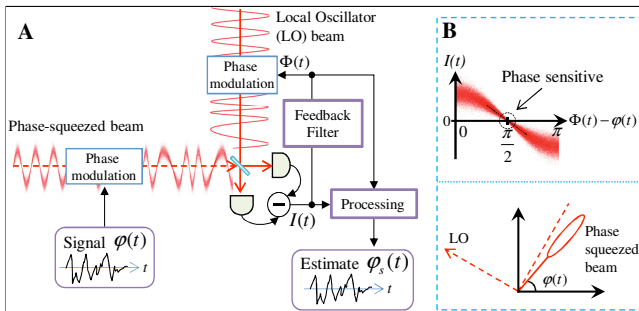 A
Local Oscillator
(LO) beam
Phase
modulation
Φ(t)
Feedback
Filter
Phase-squeezed beam
Phase
modulation
I(t)
Processing
Signal φ(t)
t
Estimate φₛ(t)
t
B
I(t)
Phase sensitive
0
0
π/2
π
Φ(t)−φ(t)
LO
Phase
squeezed
beam
φ(t)